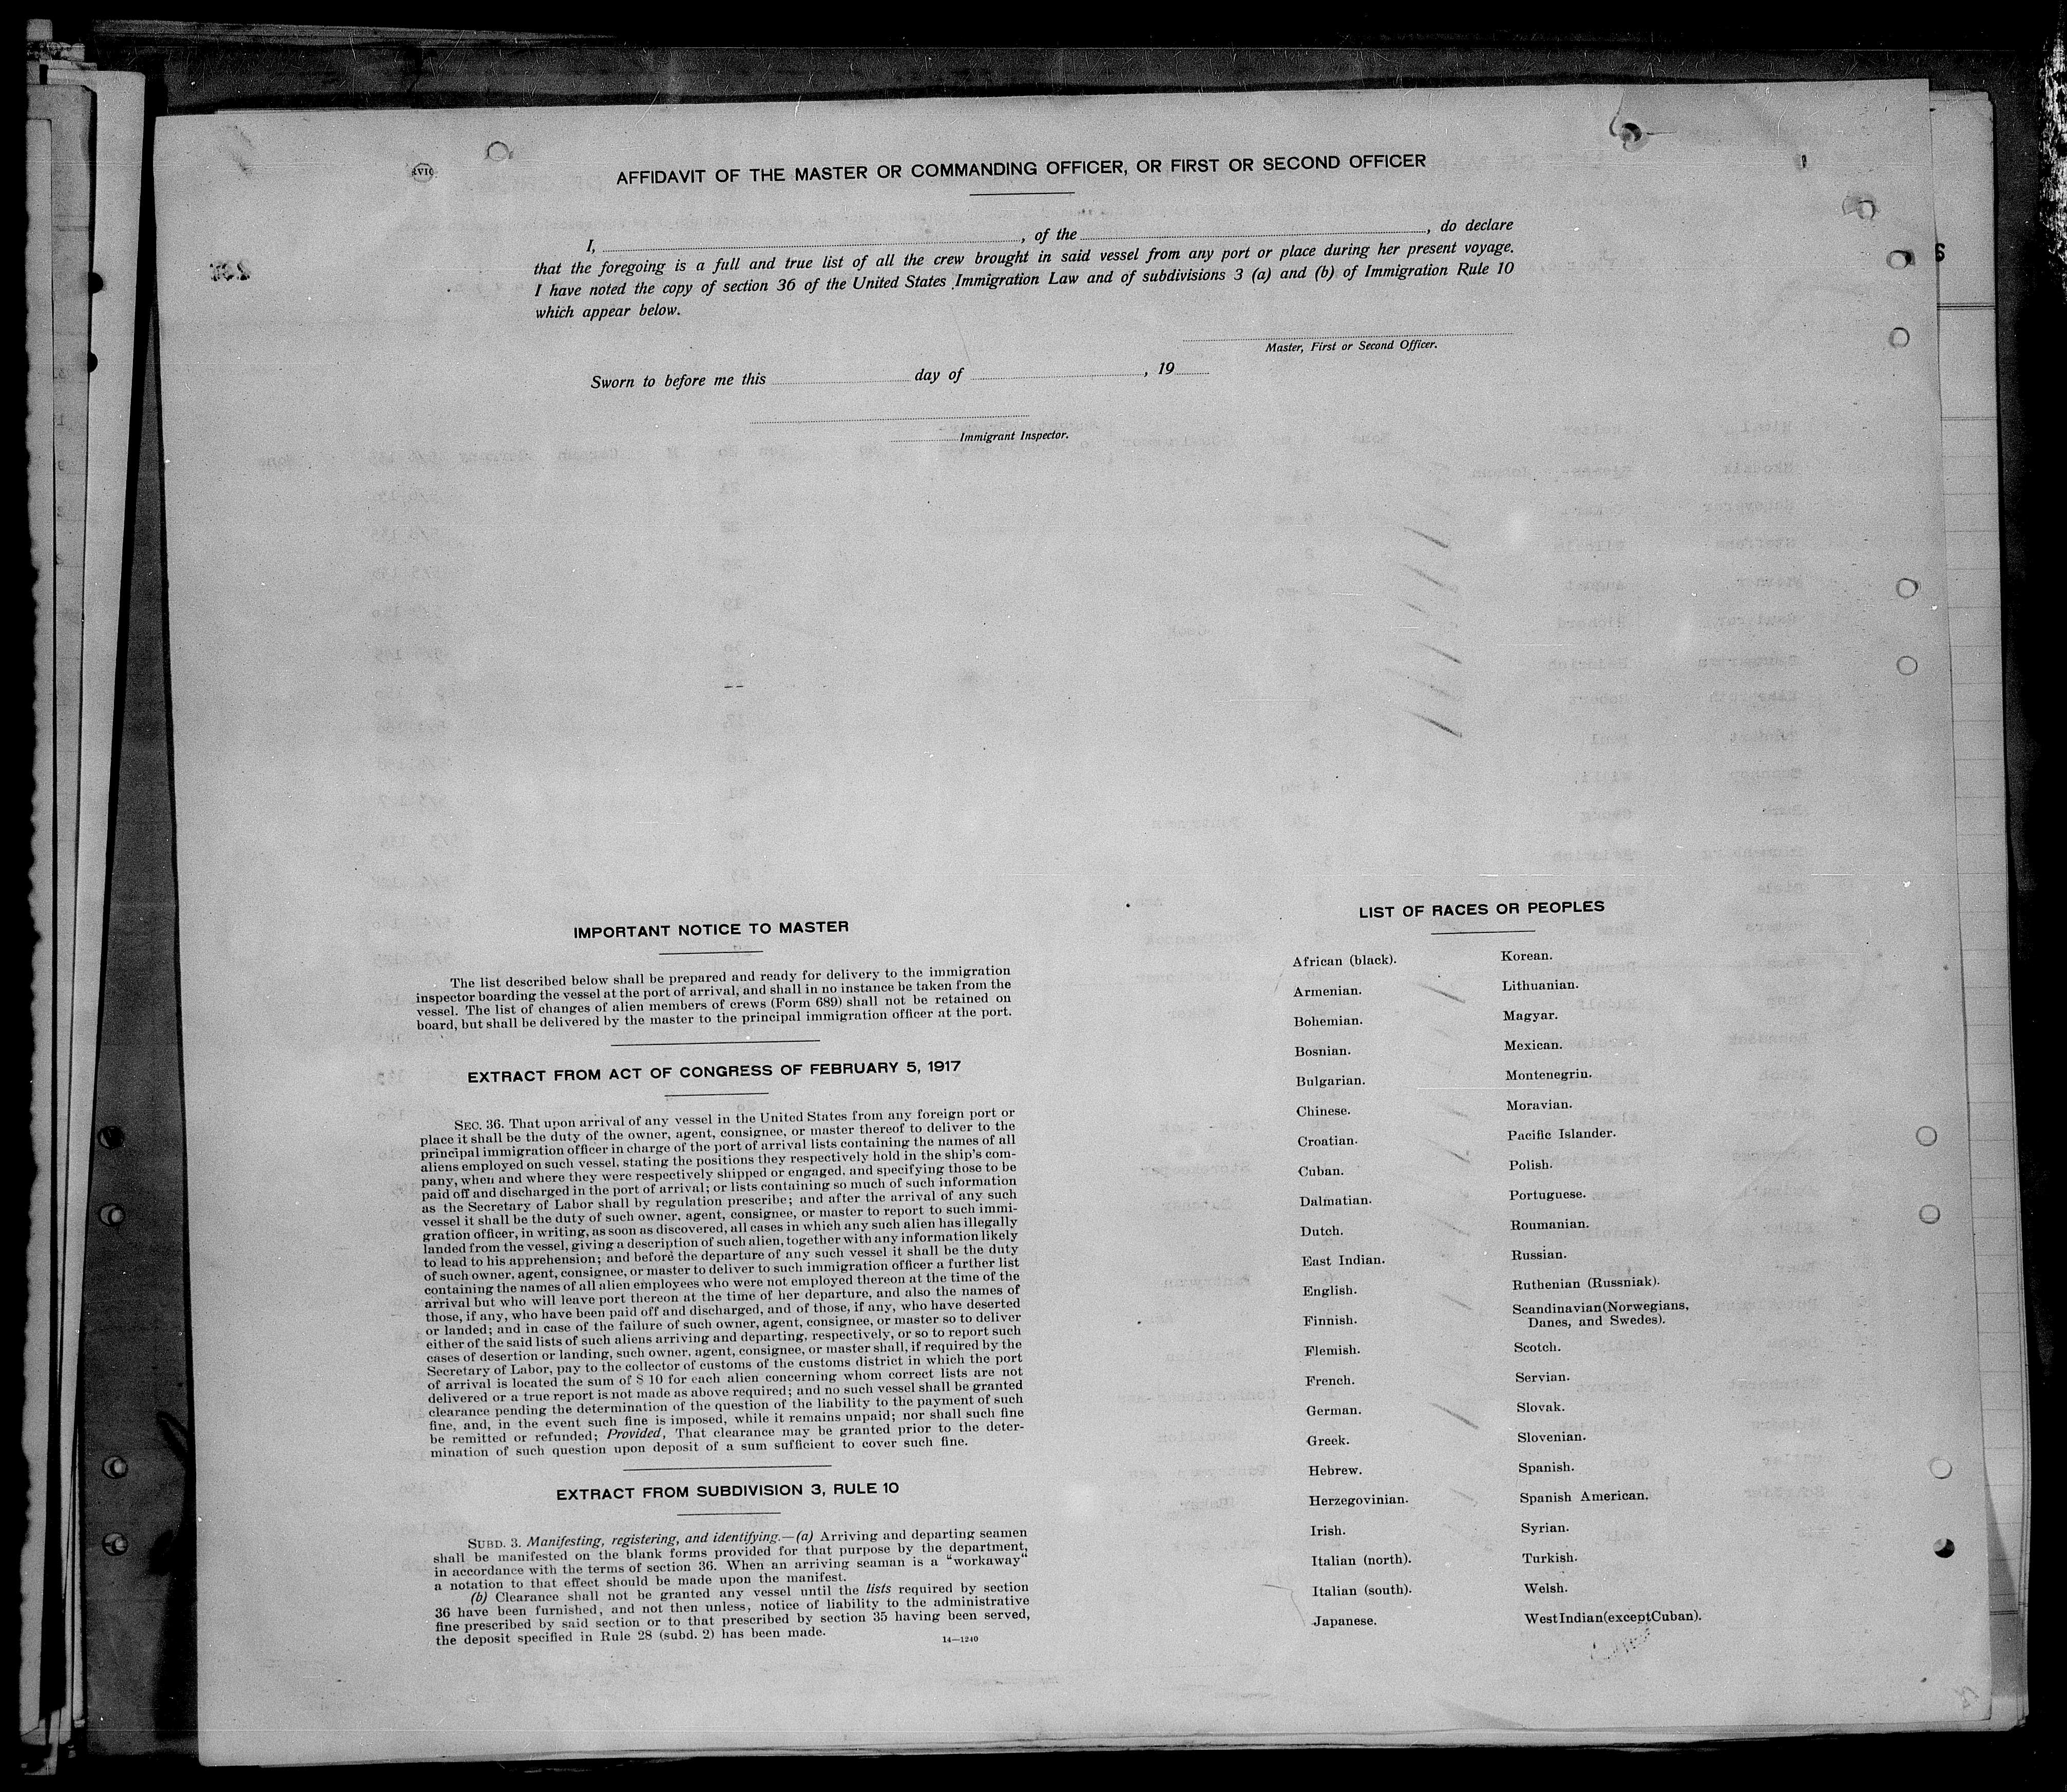 AFFIDAVIT OF THE MASTER OR COMMANDING OFFICER, OR FIRST OR SECOND OFFICER
I, , of the , do declare
that the foregoing is a full and true list of all the crew brought in said vessel from any port or place during her present voyage.
I have noted the copy of section 36 of the United States Immigration Law and of subdivisions 3 (a) and (b) of Immigration Rule 10
which appear below.
Master, First or Second Officer.
Sworn to before me this day of , 19
Immigrant Inspector.
IMPORTANT NOTICE TO MASTER
The list described below shall be prepared and ready for delivery to the immigration
inspector boarding the vessel at the port of arrival, and shall in no instance be taken from the
vessel. The list of changes of alien members of crews (Form 689) shall not be retained on
board, but shall be delivered by the master to the principal immigration officer at the port.
EXTRACT FROM ACT OF CONGRESS OF FEBRUARY 5, 1917
SEC. 36. That upon arrival of any vessel in the United States from any foreign port or
place it shall be the duty of the owner, agent, consignee, or master thereof to deliver to the
principal immigration officer in charge of the port of arrival lists containing the names of all
aliens employed on such vessel, stating the positions they respectively hold in the ship's com-
pany, when and where they were respectively shipped or engaged, and specifying those to be
paid off and discharged in the port of arrival; or lists containing so much of such information
as the Secretary of Labor shall by regulation prescribe; and after the arrival of any such
vessel it shall be the duty of such owner, agent, consignee, or master to report to such immi-
gration officer, in writing, as soon as discovered, all cases in which any such alien has illegally
landed from the vessel, giving a description of such alien, together with any information likely
to lead to his apprehension; and before the departure of any such vessel it shall be the duty
of such owner, agent, consignee, or master to deliver to such immigration officer a further list
containing the names of all alien employees who were not employed thereon at the time of the
arrival but who will leave port thereon at the time of her departure, and also the names of
those, if any, who have been paid off and discharged, and of those, if any, who have deserted
or landed; and in case of the failure of such owner, agent, consignee, or master so to deliver
either of the said lists of such aliens arriving and departing, respectively, or so to report such
cases of desertion or landing, such owner, agent, consignee, or master shall, if required by the
Secretary of Labor, pay to the collector of customs of the customs district in which the port
of arrival is located the sum of $ 10 for each alien concerning whom correct lists are not
delivered or a true report is not made as above required; and no such vessel shall be granted
clearance pending the determination of the question of the liability to the payment of such
fine, and, in the event such fine is imposed, while it remains unpaid; nor shall such fine
be remitted or refunded; Provided, That clearance may be granted prior to the deter-
mination of such question upon deposit of a sum sufficient to cover such fine.
EXTRACT FROM SUBDIVISION 3, RULE 10
SUBD. 3. Manifesting, registering, and identifying.—(a) Arriving and departing seamen
shall be manifested on the blank forms provided for that purpose by the department,
in accordance with the terms of section 36. When an arriving seaman is a “workaway“
a notation to that effect should be made upon the manifest.
(b) Clearance shall not be granted any vessel until the lists required by section
36 have been furnished, and not then unless, notice of liability to the administrative
fine prescribed by said section or to that prescribed by section 35 having been served,
the deposit specified in Rule 28 (subd. 2) has been made.
14—1240
LIST OF RACES OR PEOPLES
African (black).
Armenian.
Bohemian.
Bosnian.
Bulgarian.
Chinese.
Croatian.
Cuban.
Dalmatian.
Dutch.
East Indian.
English.
Finnish.
Flemish.
French.
German.
Greek.
Hebrew.
Herzegovinian.
Irish.
Italian (north).
Italian (south).
Japanese.
Korean.
Lithuanian.
Magyar.
Mexican.
Montenegrin.
Moravian.
Pacific Islander.
Polish.
Portuguese.
Roumanian.
Russian.
Ruthenian (Russniak).
Scandinavian (Norwegians,
Danes, and Swedes).
Scotch.
Servian.
Slovak.
Slovenian.
Spanish.
Spanish American.
Syrian.
Turkish.
Welsh.
West Indian (except Cuban).